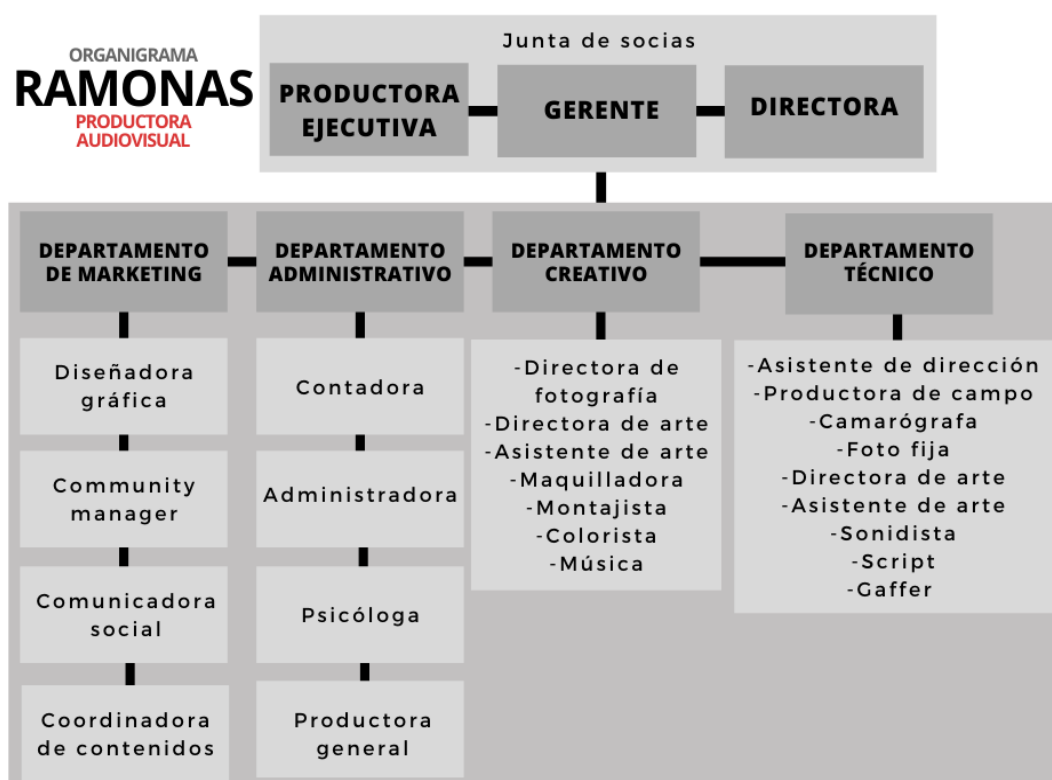 ORGANIGRAMA
RAMONAS
PRODUCTORA
AUDIOVISUAL
Junta de socias
PRODUCTORA
EJECUTIVA
GERENTE
DIRECTORA
DEPARTAMENTO
DE MARKETING
DEPARTAMENTO
ADMINISTRATIVO
DEPARTAMENTO
CREATIVO
DEPARTAMENTO
TÉCNICO
Diseñadora
gráfica
Community
manager
Comunicadora
social
Coordinadora
de contenidos
Contadora
Administradora
Psicóloga
Productora
general
-Directora de
fotografía
-Directora de arte
-Asistente de arte
-Maquilladora
-Montajista
-Colorista
-Música
-Asistente de dirección
-Productora de campo
-Camarógrafa
-Foto fija
-Directora de arte
-Asistente de arte
-Sonidista
-Script
-Gaffer